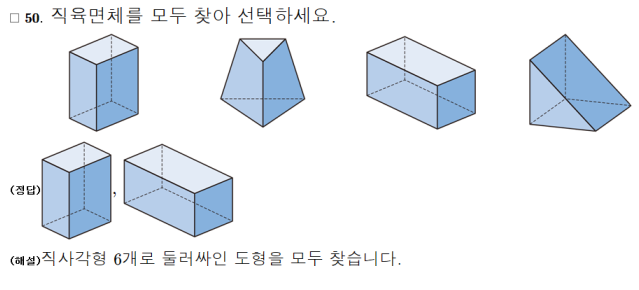 □ 50. 직육면체를 모두 찾아 선택하세요.
(정답) ,
(해설)직사각형 6개로 둘러싸인 도형을 모두 찾습니다.